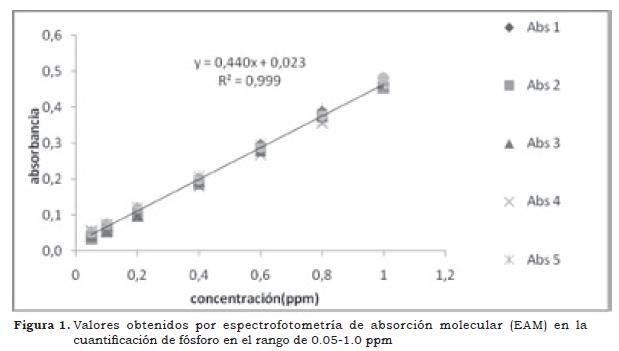 y = 0,440x + 0,023
R² = 0,999
absorbancia
0,6
0,5
0,4
0,3
0,2
0,1
0,0
0
0,2
0,4
0,6
0,8
1
1,2
concentración(ppm)
Abs 1
Abs 2
Abs 3
Abs 4
Abs 5
Figura 1. Valores obtenidos por espectrofotometría de absorción molecular (EAM) en la
cuantificación de fósforo en el rango de 0.05-1.0 ppm